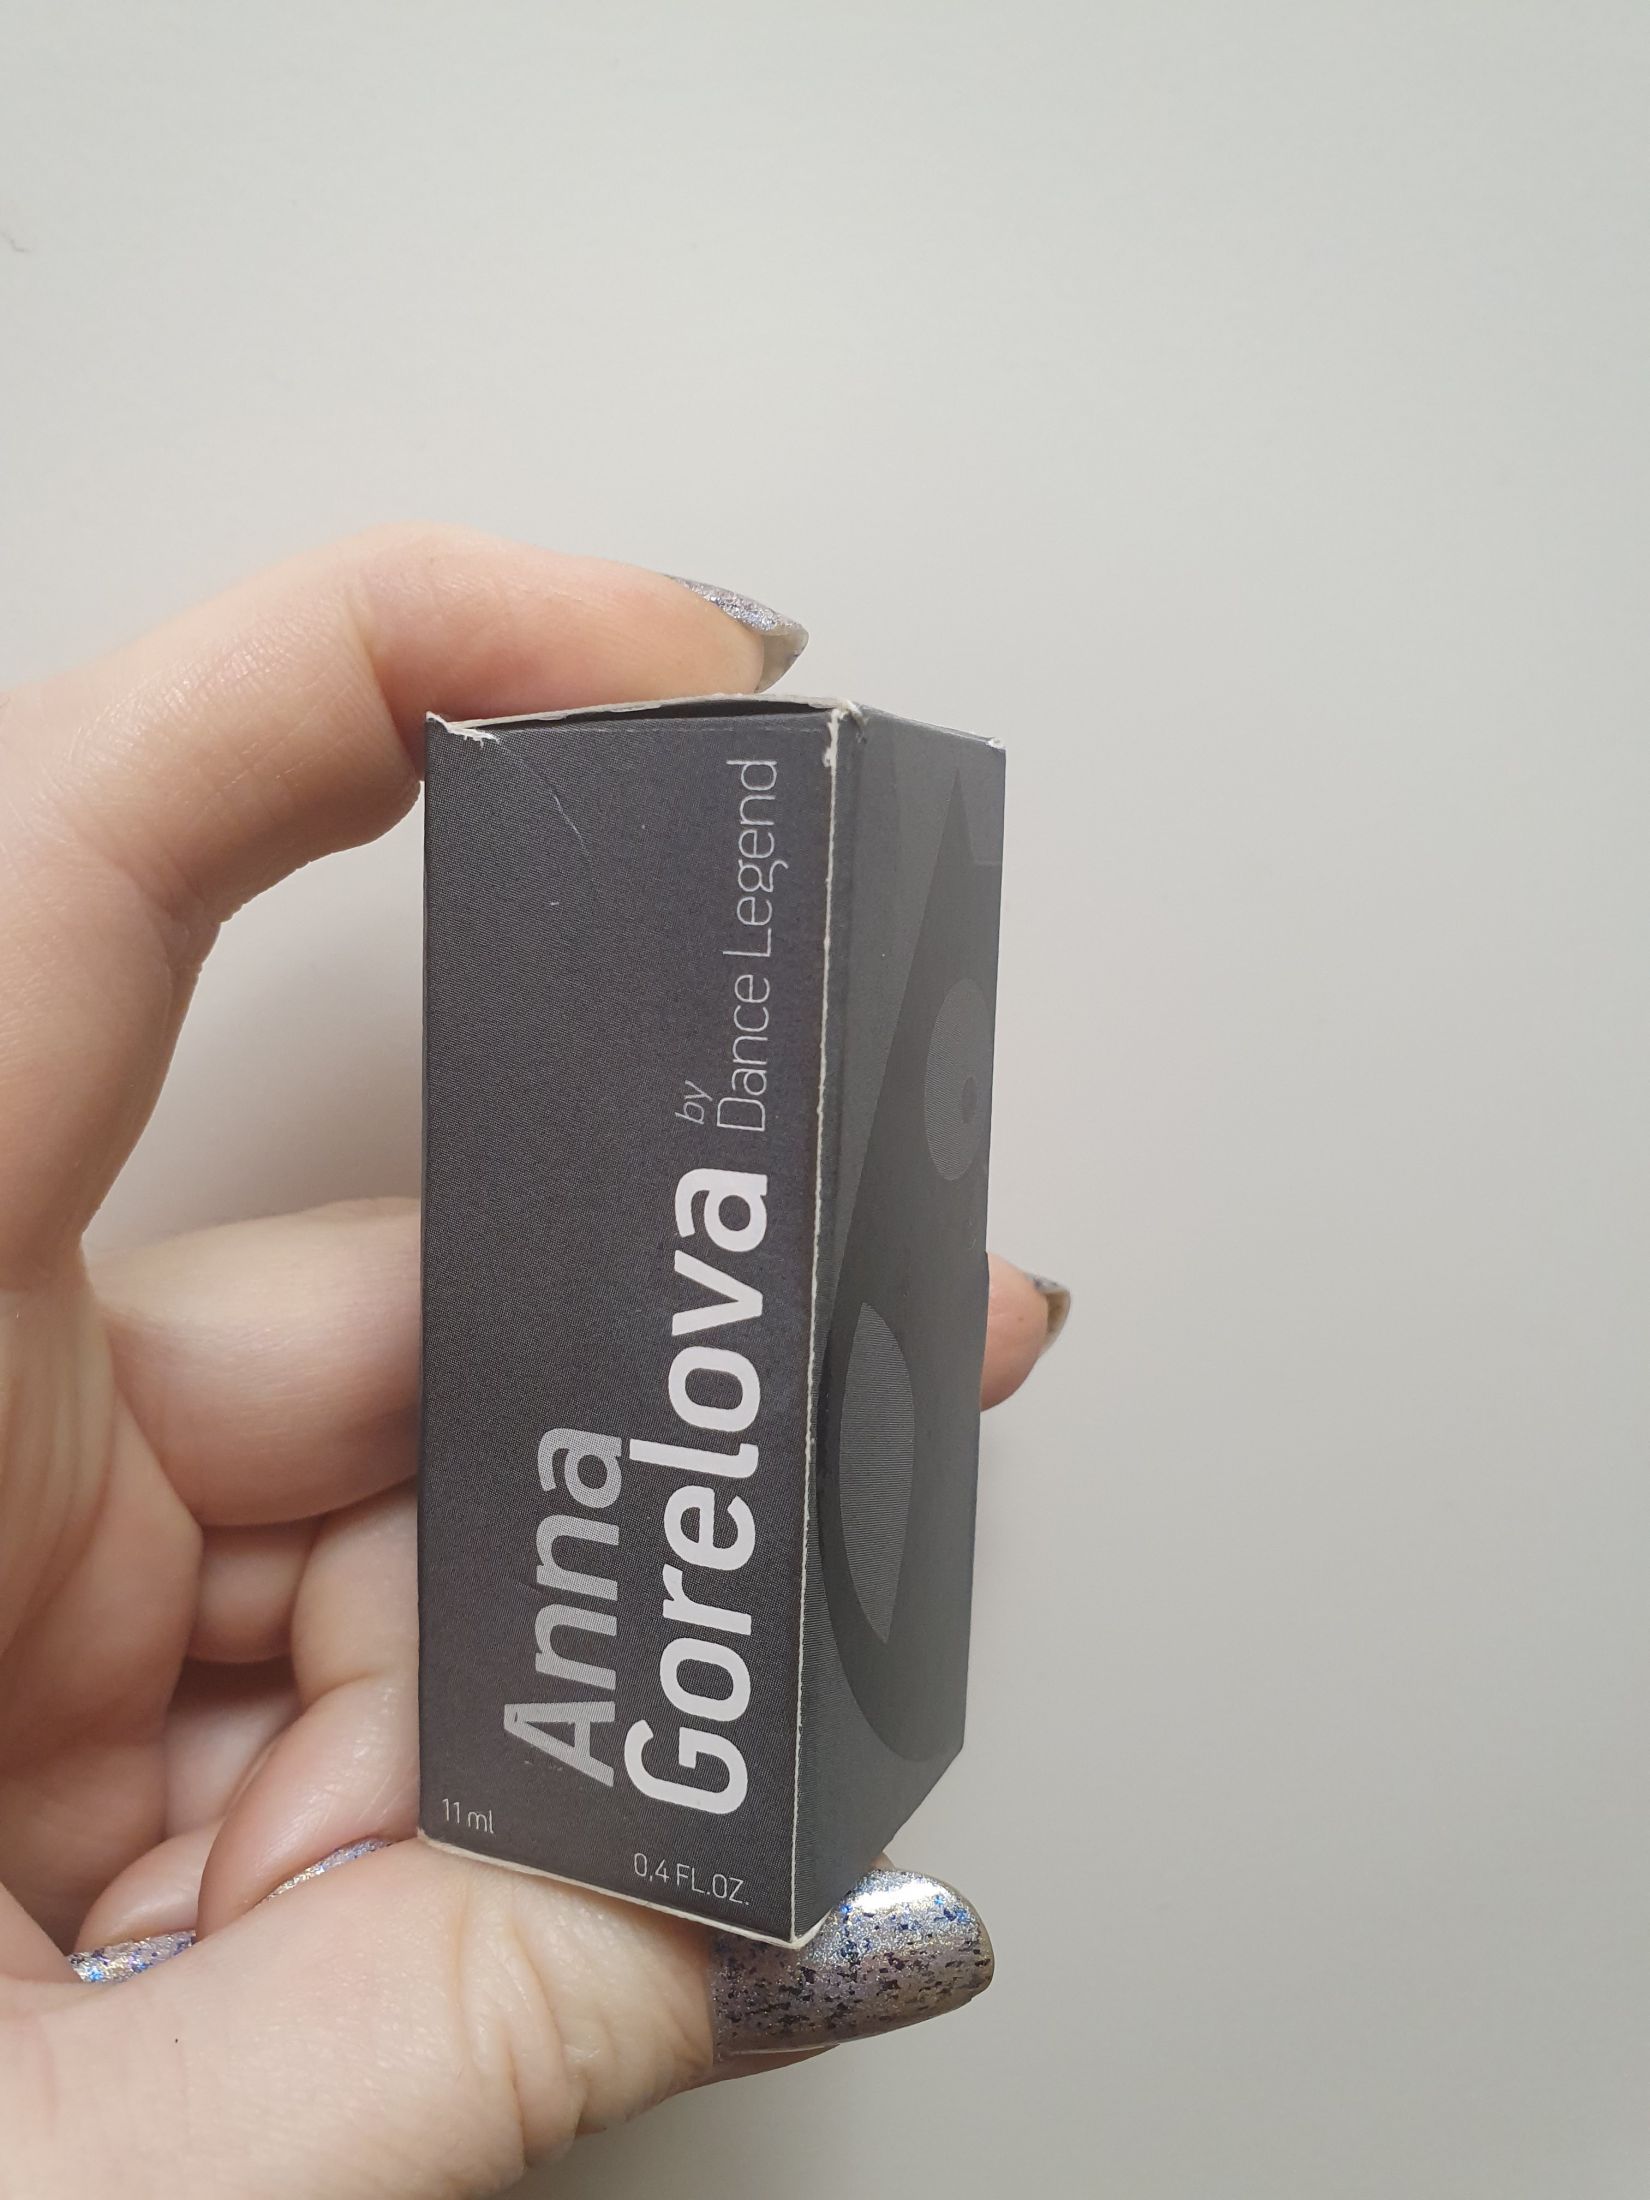 Anna
Gorelova
by
Dance Legend
11 ml
0,4 FL.OZ.